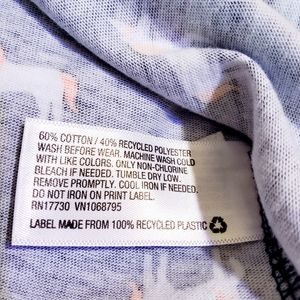 60% COTTON / 40% RECYCLED POLYESTER
WASH BEFORE WEAR. MACHINE WASH COLD
WITH LIKE COLORS. ONLY NON-CHLORINE
BLEACH IF NEEDED. TUMBLE DRY LOW.
REMOVE PROMPTLY. COOL IRON IF NEEDED.
DO NOT IRON ON PRINT LABEL.
RN17730 VN1068795
LABEL MADE FROM 100% RECYCLED PLASTIC